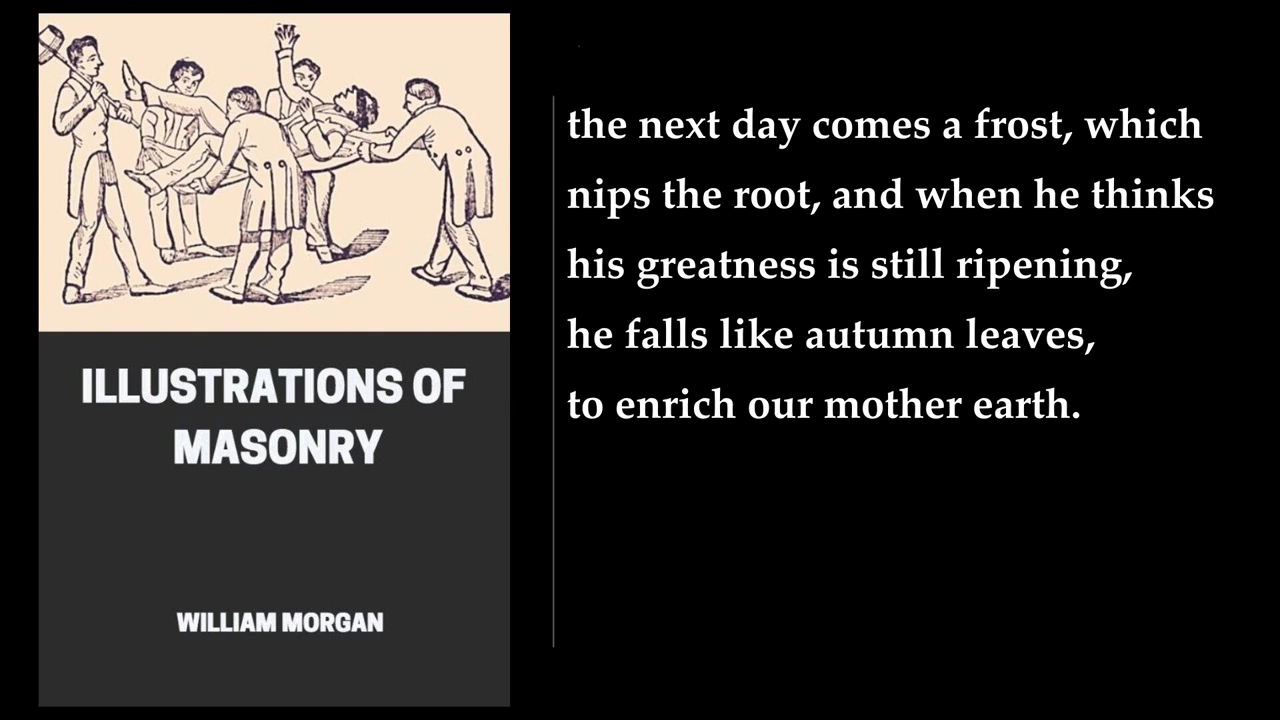 ILLUSTRATIONS OF
MASONRY
WILLIAM MORGAN
the next day comes a frost, which
nips the root, and when he thinks
his greatness is still ripening,
he falls like autumn leaves,
to enrich our mother earth.